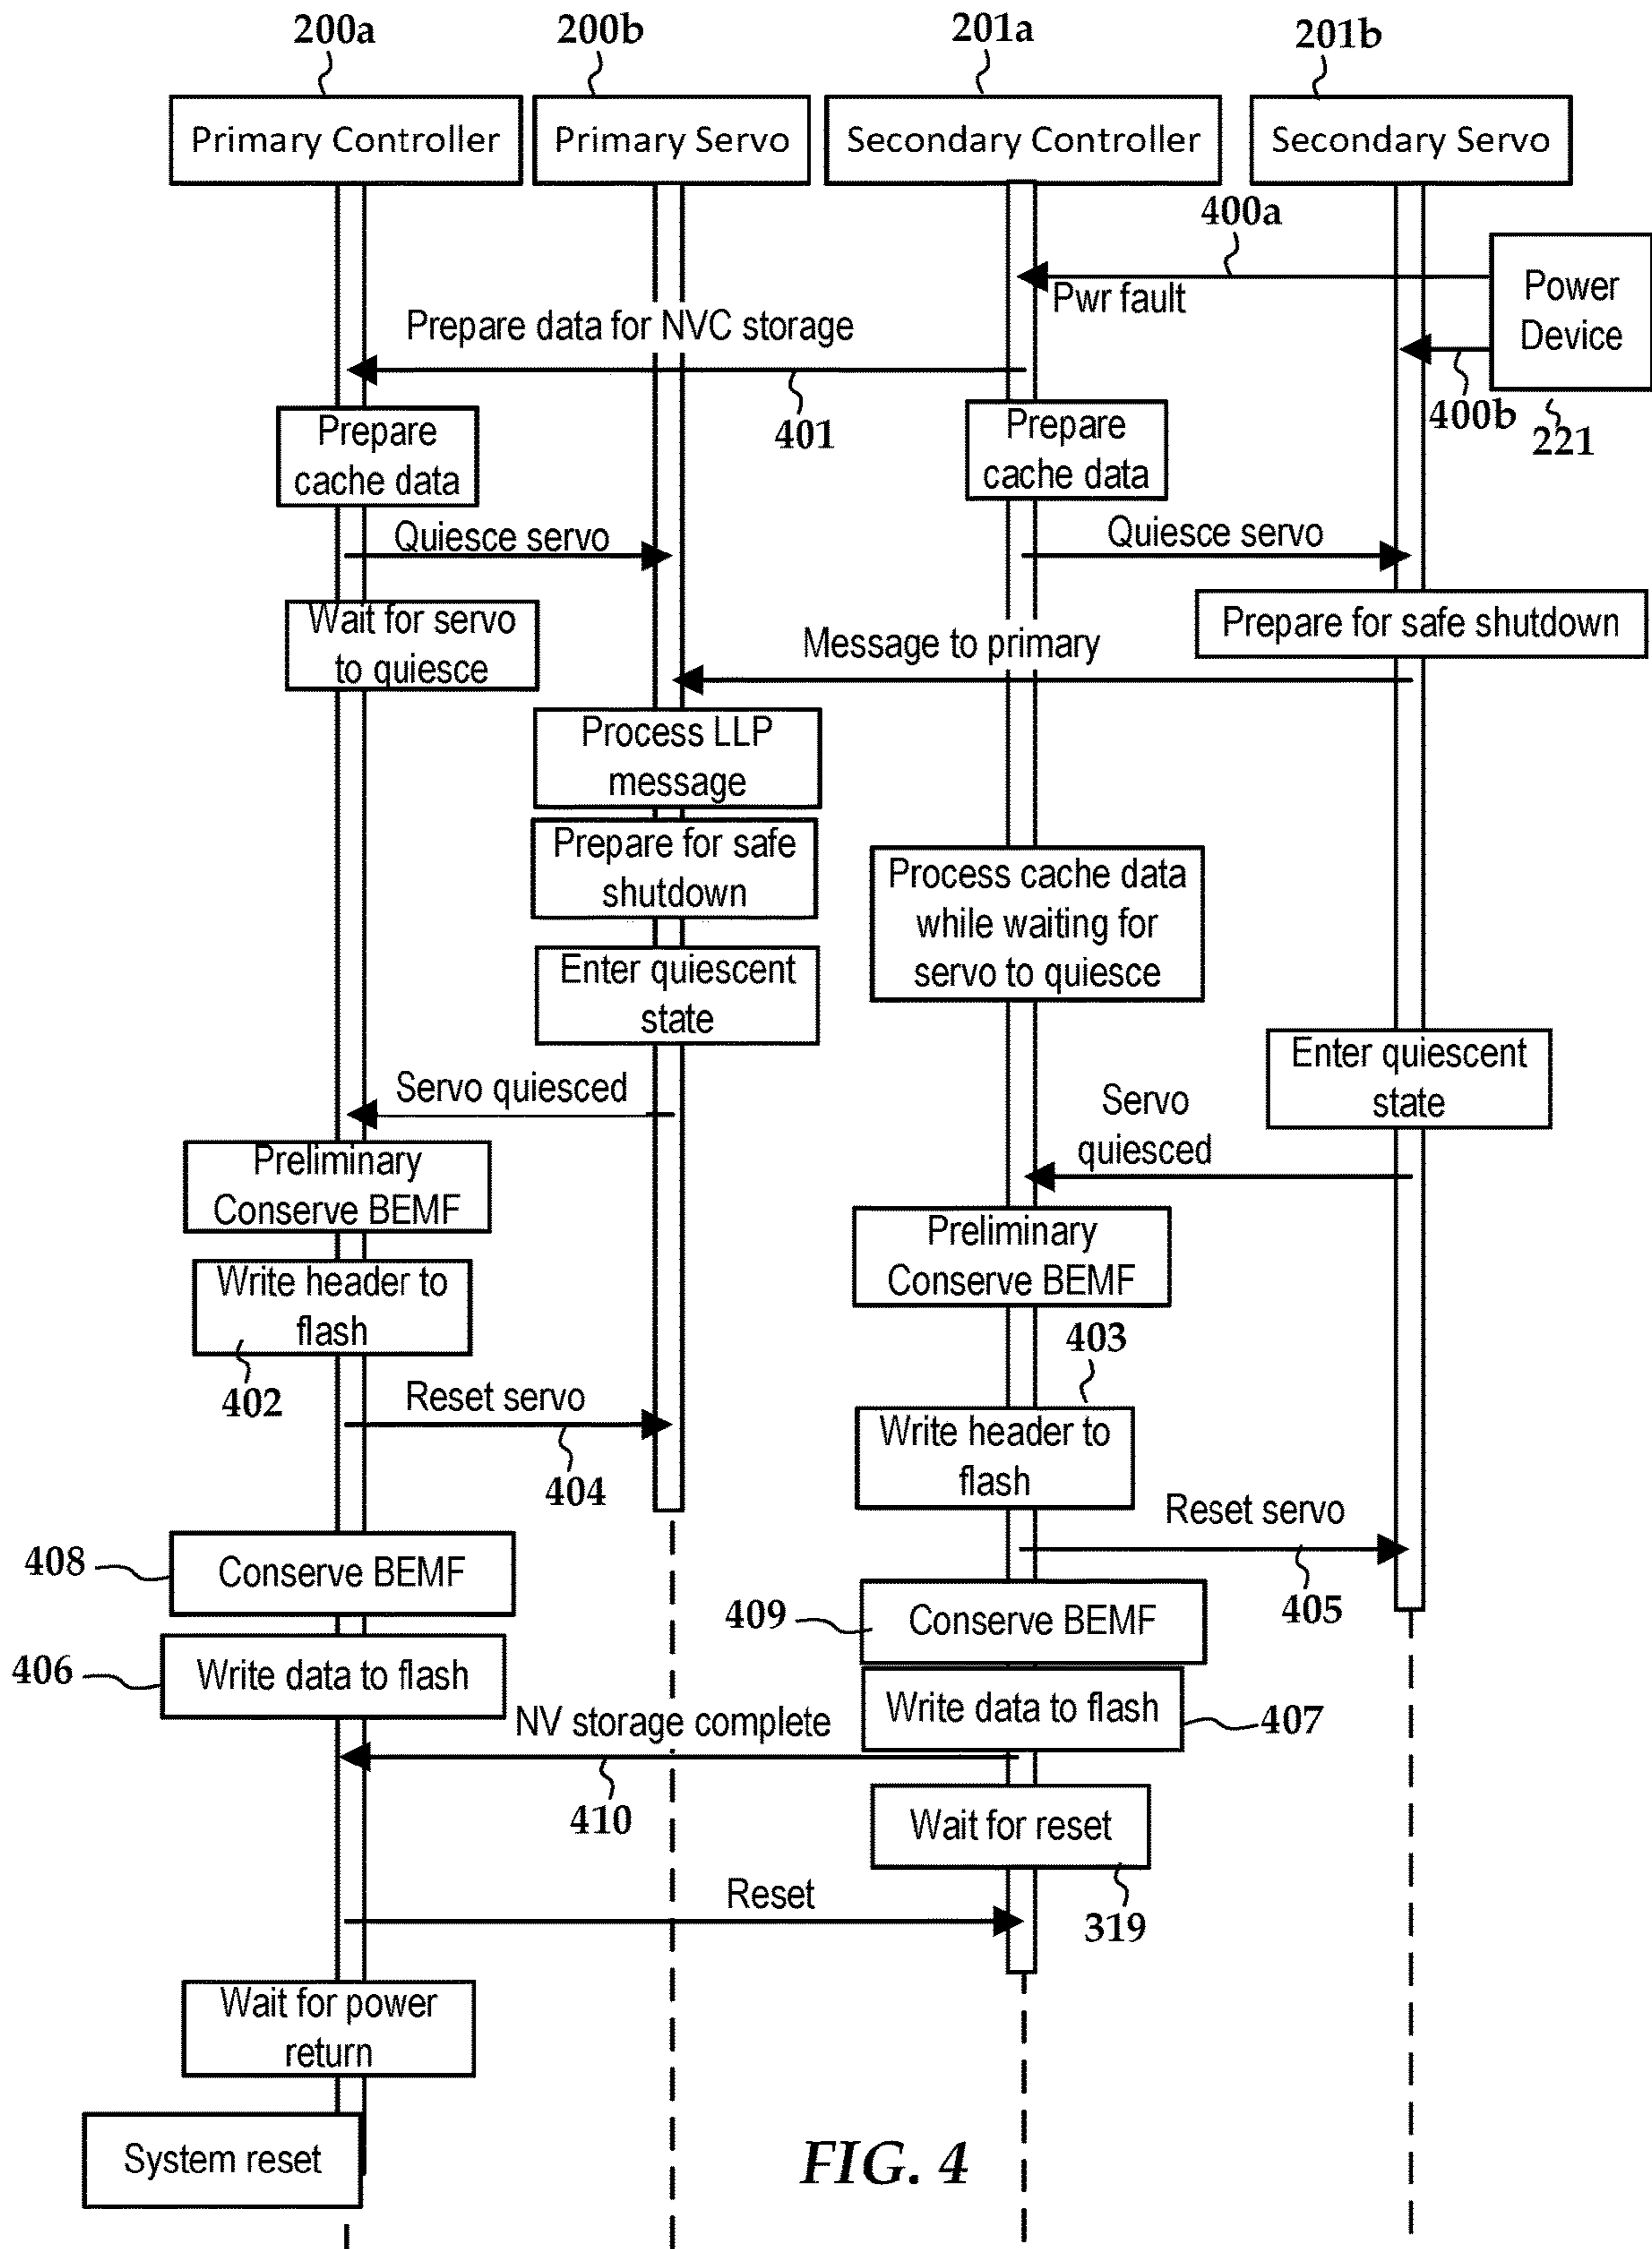 200a
200b
201a
201b
Primary Controller
Primary Servo
Secondary Controller
Secondary Servo
400a
Power
Device
Pwr fault
Prepare data for NVC storage
400b
221
401
Prepare
cache data
Prepare
cache data
Quiesce servo
Quiesce servo
Wait for servo
to quiesce
Prepare for safe shutdown
Message to primary
Process LLP
message
Prepare for safe
shutdown
Process cache data
while waiting for
servo to quiesce
Enter quiescent
state
Enter quiescent
state
Servo quiesced
Servo
quiesced
Preliminary
Conserve BEMF
Preliminary
Conserve BEMF
Write header to
flash
402
403
Reset servo
404
Write header to
flash
Reset servo
405
408
Conserve BEMF
409
Conserve BEMF
406
Write data to flash
Write data to flash
407
NV storage complete
410
Wait for reset
319
Reset
Wait for power
return
System reset
FIG. 4